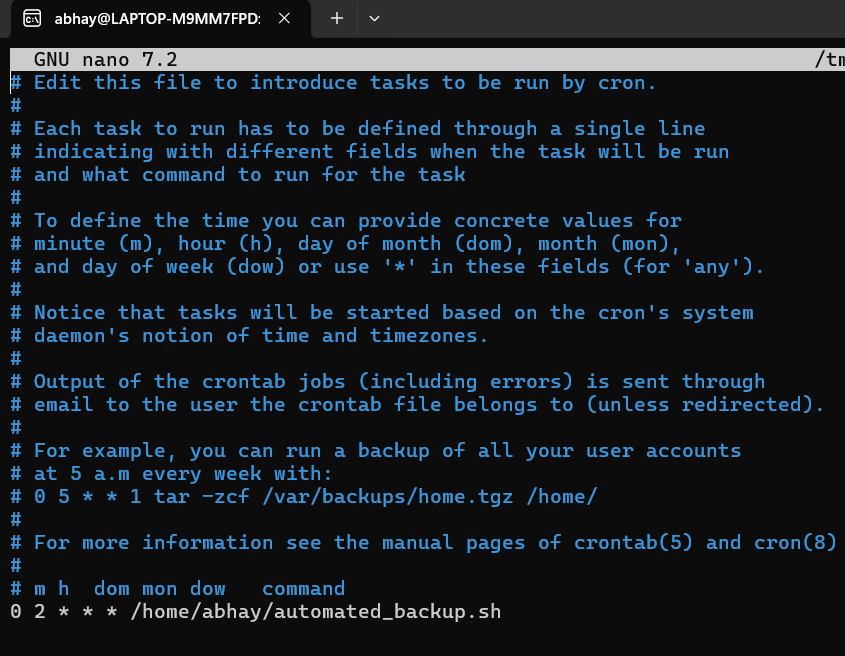 abhay@LAPTOP-M9MM7FPD:
GNU nano 7.2 /tm
# Edit this file to introduce tasks to be run by cron.
#
# Each task to run has to be defined through a single line
# indicating with different fields when the task will be run
# and what command to run for the task
#
# To define the time you can provide concrete values for
# minute (m), hour (h), day of month (dom), month (mon),
# and day of week (dow) or use '*' in these fields (for 'any').
#
# Notice that tasks will be started based on the cron's system
# daemon's notion of time and timezones.
#
# Output of the crontab jobs (including errors) is sent through
# email to the user the crontab file belongs to (unless redirected).
#
# For example, you can run a backup of all your user accounts
# at 5 a.m every week with:
# 0 5 * * 1 tar -zcf /var/backups/home.tgz /home/
#
# For more information see the manual pages of crontab(5) and cron(8)
#
# m h  dom mon dow   command
0 2 * * * /home/abhay/automated_backup.sh